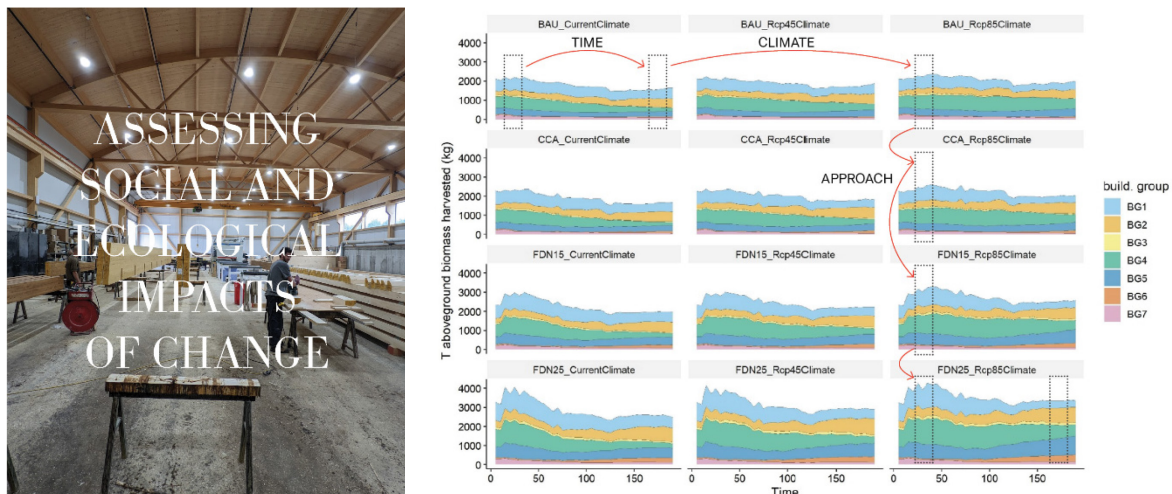 ASSESSING
SOCIAL AND
ECOLOGICAL
IMPACTS
OF CHANGE
BAU_CurrentClimate
BAU_Rcp45Climate
BAU_Rcp85Climate
TIME
CLIMATE
4000
3000
2000
1000
0
CCA_CurrentClimate
CCA_Rcp45Climate
CCA_Rcp85Climate
APPROACH
4000
3000
2000
1000
0
FDN15_CurrentClimate
FDN15_Rcp45Climate
FDN15_Rcp85Climate
4000
3000
2000
1000
0
FDN25_CurrentClimate
FDN25_Rcp45Climate
FDN25_Rcp85Climate
4000
3000
2000
1000
0
T aboveground biomass harvested (kg)
0 50 100 150
0 50 100 150
0 50 100 150
Time
build. group
BG1
BG2
BG3
BG4
BG5
BG6
BG7